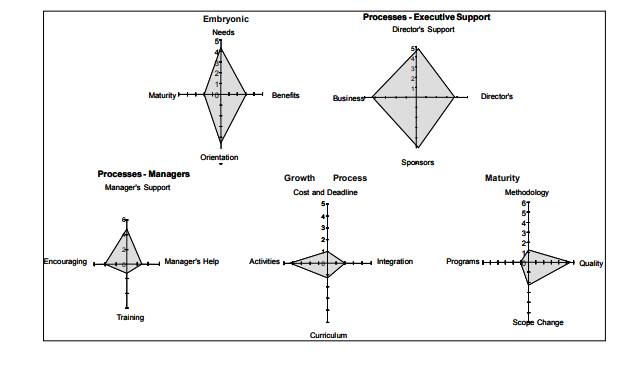 Embryonic
Needs
5
4
3
2
1
0
Maturity
Benefits
Orientation
Processes - Executive Support
Director's Support
5
4
3
2
1
Business
Director's
Sponsors
Processes - Managers
Manager's Support
6
2
0
Encouraging
Manager's Help
Training
Growth Process
Cost and Deadline
5
4
3
2
Activities
Integration
Curriculum
Maturity
Methodology
6
5
4
3
2
Programs
Quality
Scope Change